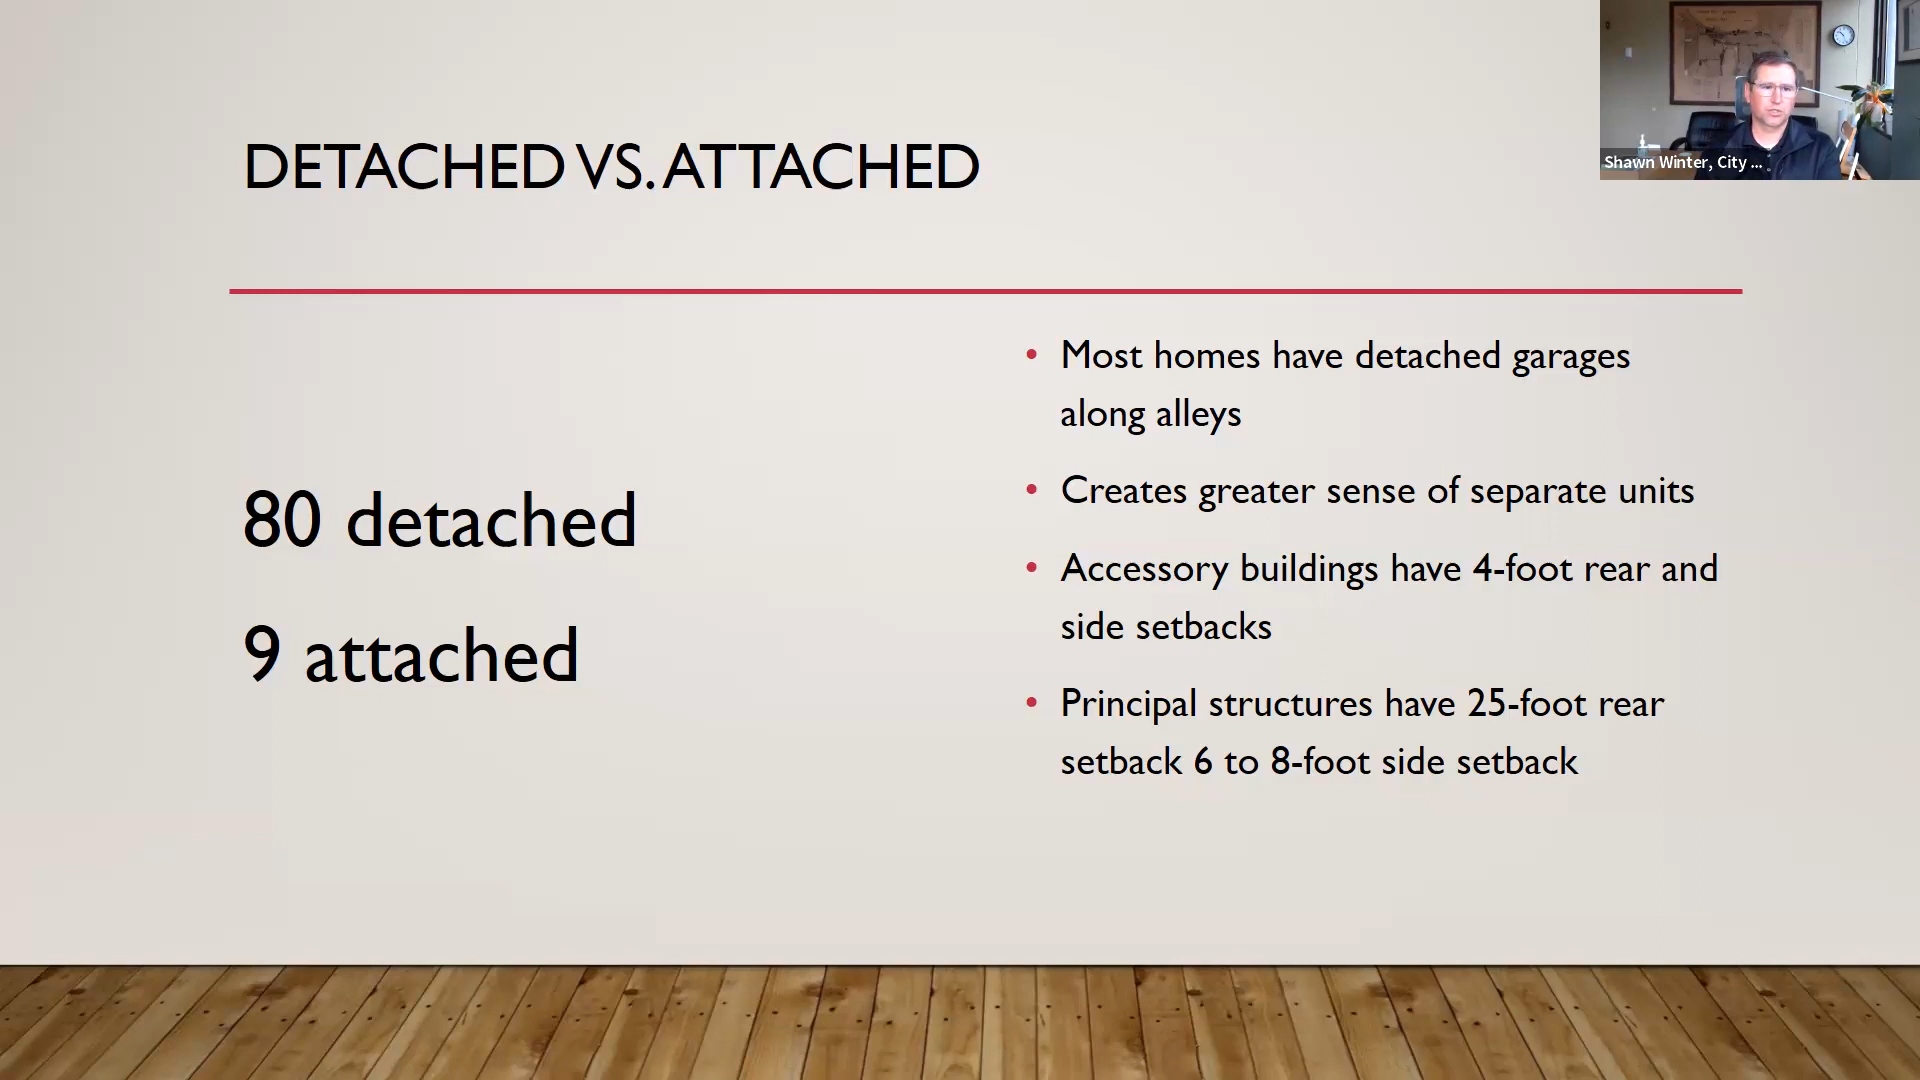 DETACHED VS. ATTACHED
80 detached
9 attached
• Most homes have detached garages
along alleys
• Creates greater sense of separate units
• Accessory buildings have 4-foot rear and
side setbacks
• Principal structures have 25-foot rear
setback 6 to 8-foot side setback
Shawn Winter, City ...